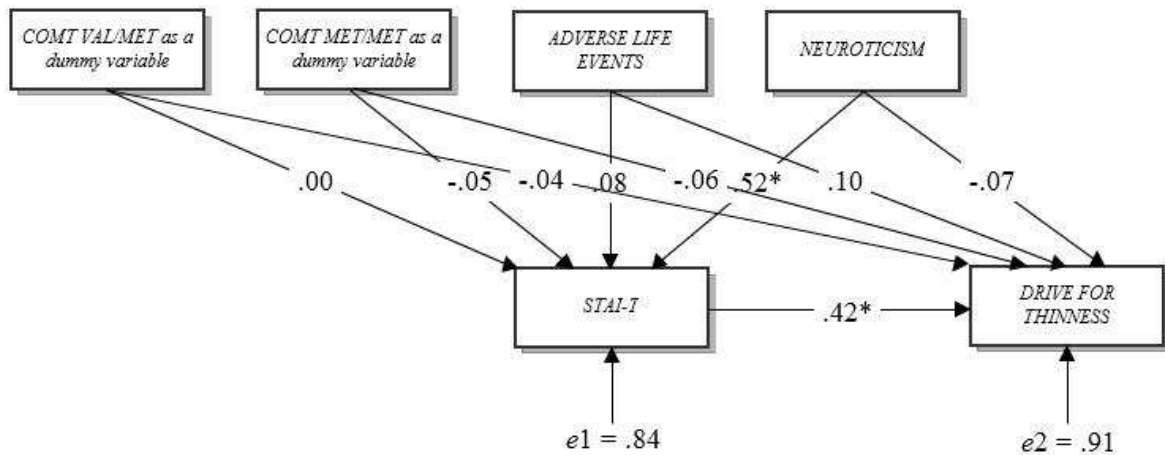 COMT VAL/MET as a
dummy variable
COMT MET/MET as a
dummy variable
ADVERSE LIFE
EVENTS
NEUROTICISM
.00
-.05
-.04
.08
-.06
.52*
.10
-.07
STAI-T
.42*
DRIVE FOR
THINNESS
e1 = .84
e2 = .91